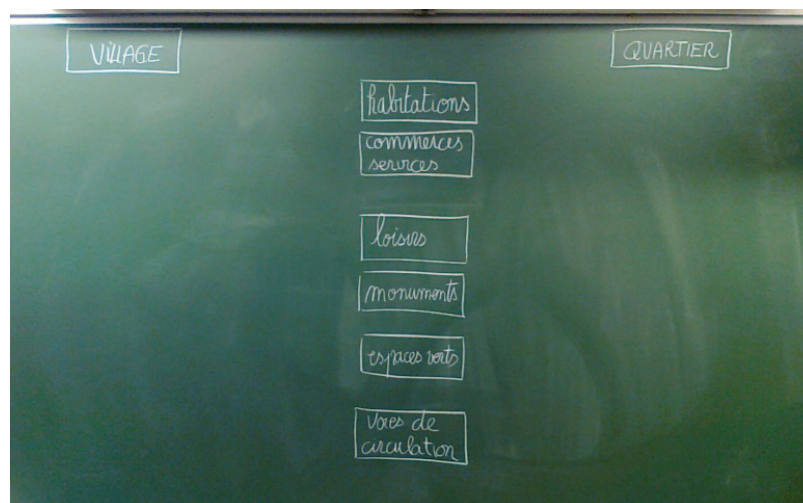 VILLAGE
QUARTIER
habitations
commerces
services
loisirs
monuments
espaces verts
Voies de
circulation